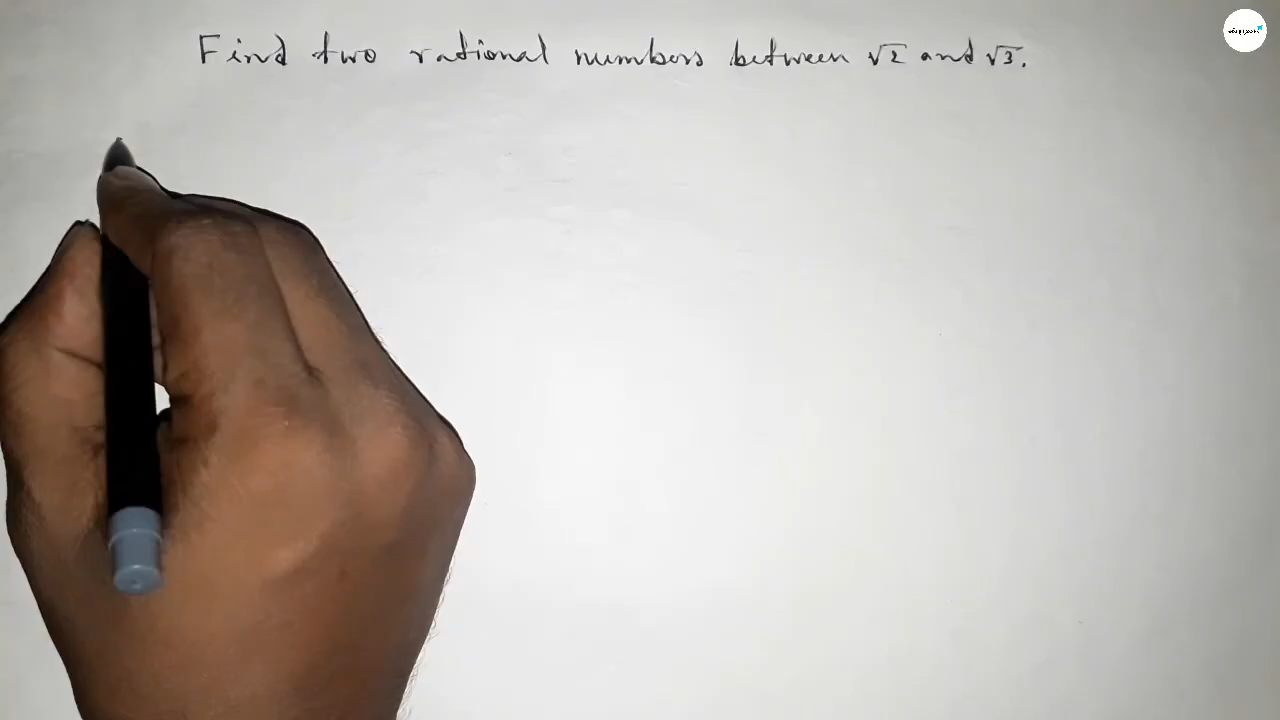 Find two rational numbers between √2 and √3.